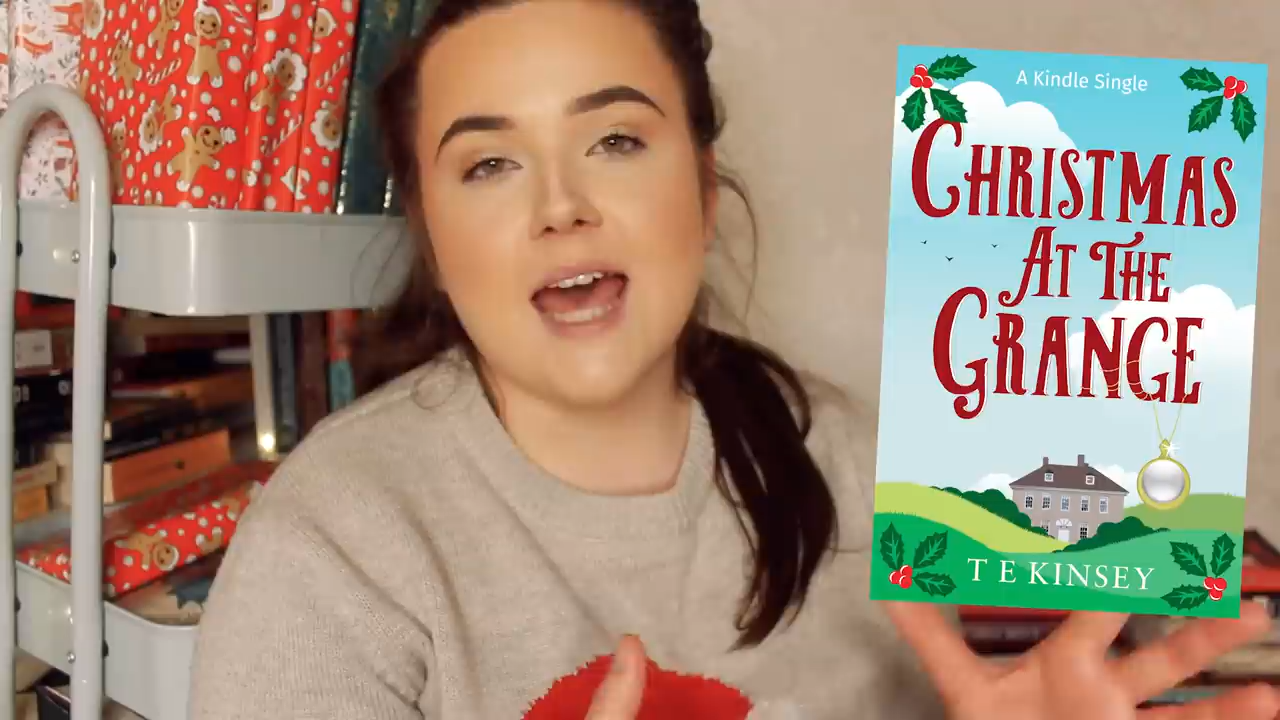 A Kindle Single
CHRISTMAS
AT THE
GRANGE
T E KINSEY